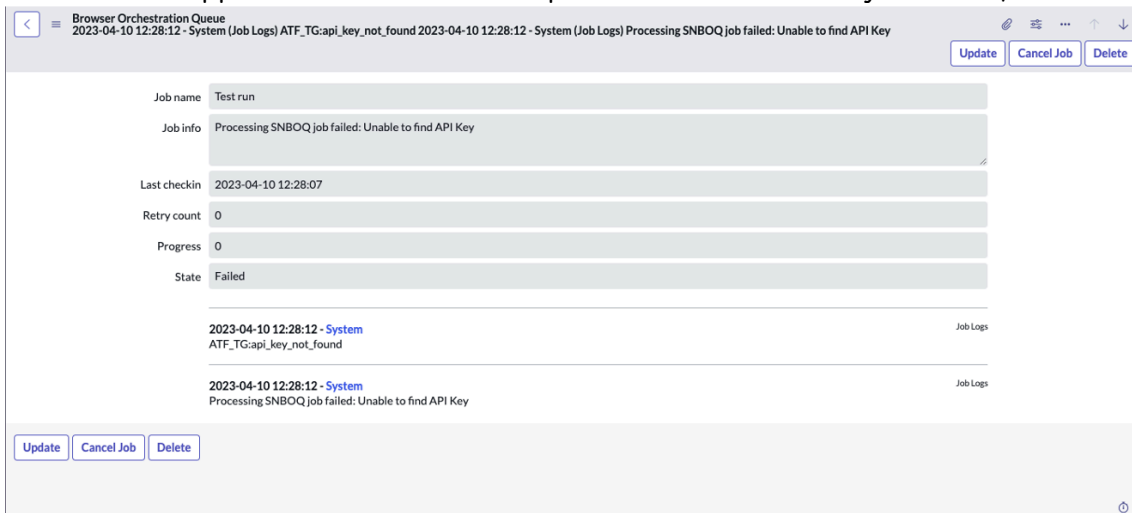 Browser Orchestration Queue
2023-04-10 12:28:12 - System (Job Logs) ATF_TG:api_key_not_found 2023-04-10 12:28:12 - System (Job Logs) Processing SNBOQ job failed: Unable to find API Key
Update Cancel Job Delete
Job name Test run
Job info Processing SNBOQ job failed: Unable to find API Key
Last checkin 2023-04-10 12:28:07
Retry count 0
Progress 0
State Failed
2023-04-10 12:28:12 - System Job Logs
ATF_TG:api_key_not_found
2023-04-10 12:28:12 - System Job Logs
Processing SNBOQ job failed: Unable to find API Key
Update Cancel Job Delete